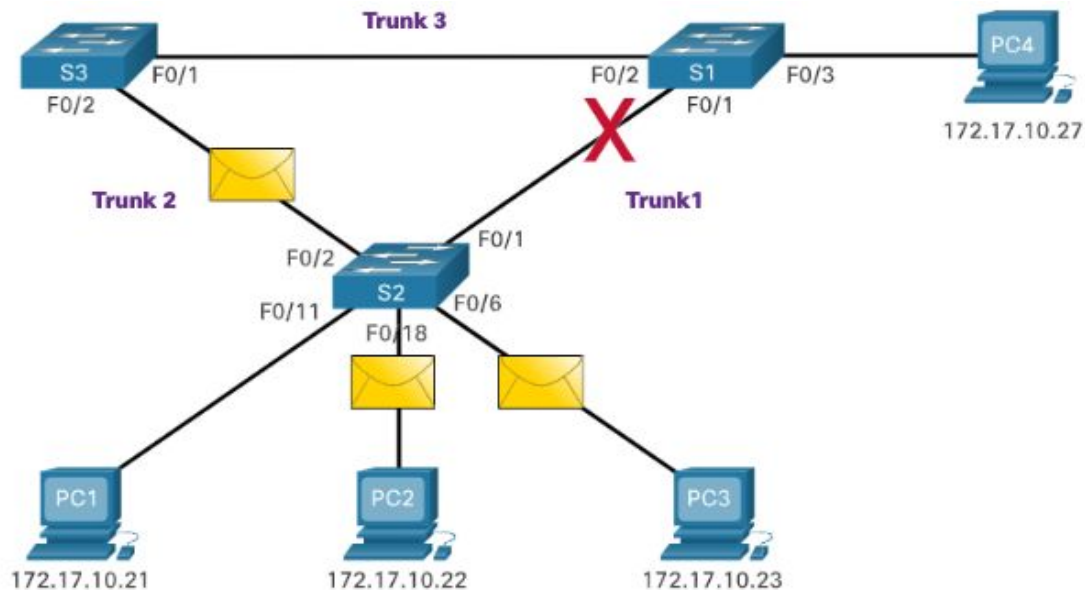 Trunk 3
S3
F0/1
F0/2
F0/2
S1
F0/1
F0/3
PC4
172.17.10.27
X
Trunk 2
Trunk1
F0/2
F0/1
S2
F0/11
F0/18
F0/6
PC1
PC2
PC3
172.17.10.21
172.17.10.22
172.17.10.23